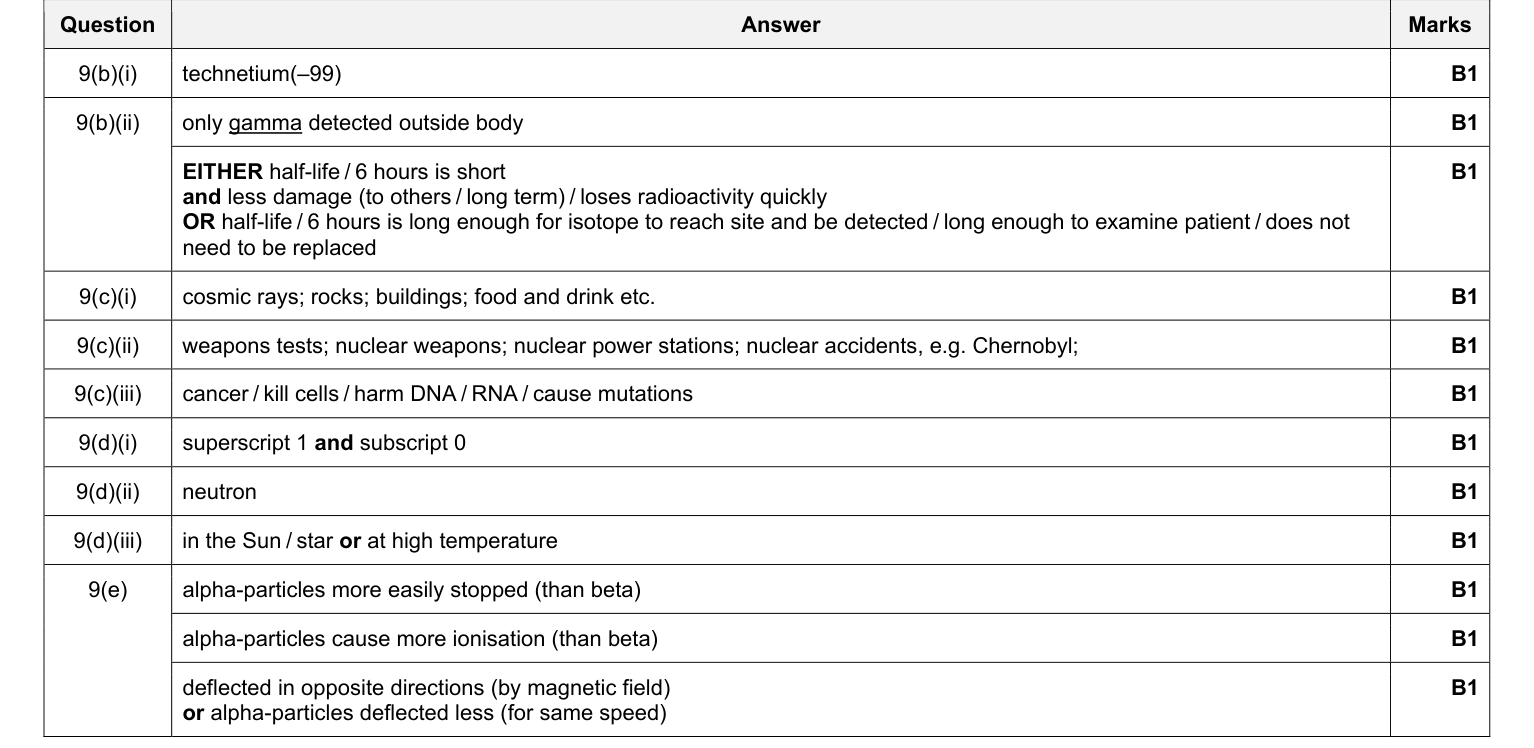 Question Answer Marks
9(b)(i) technetium(–99) B1
9(b)(ii) only gamma detected outside body B1
EITHER half-life / 6 hours is short B1
and less damage (to others / long term) / loses radioactivity quickly
OR half-life / 6 hours is long enough for isotope to reach site and be detected / long enough to examine patient / does not
need to be replaced
9(c)(i) cosmic rays; rocks; buildings; food and drink etc. B1
9(c)(ii) weapons tests; nuclear weapons; nuclear power stations; nuclear accidents, e.g. Chernobyl; B1
9(c)(iii) cancer / kill cells / harm DNA / RNA / cause mutations B1
9(d)(i) superscript 1 and subscript 0 B1
9(d)(ii) neutron B1
9(d)(iii) in the Sun / star or at high temperature B1
9(e) alpha-particles more easily stopped (than beta) B1
alpha-particles cause more ionisation (than beta) B1
deflected in opposite directions (by magnetic field) B1
or alpha-particles deflected less (for same speed)